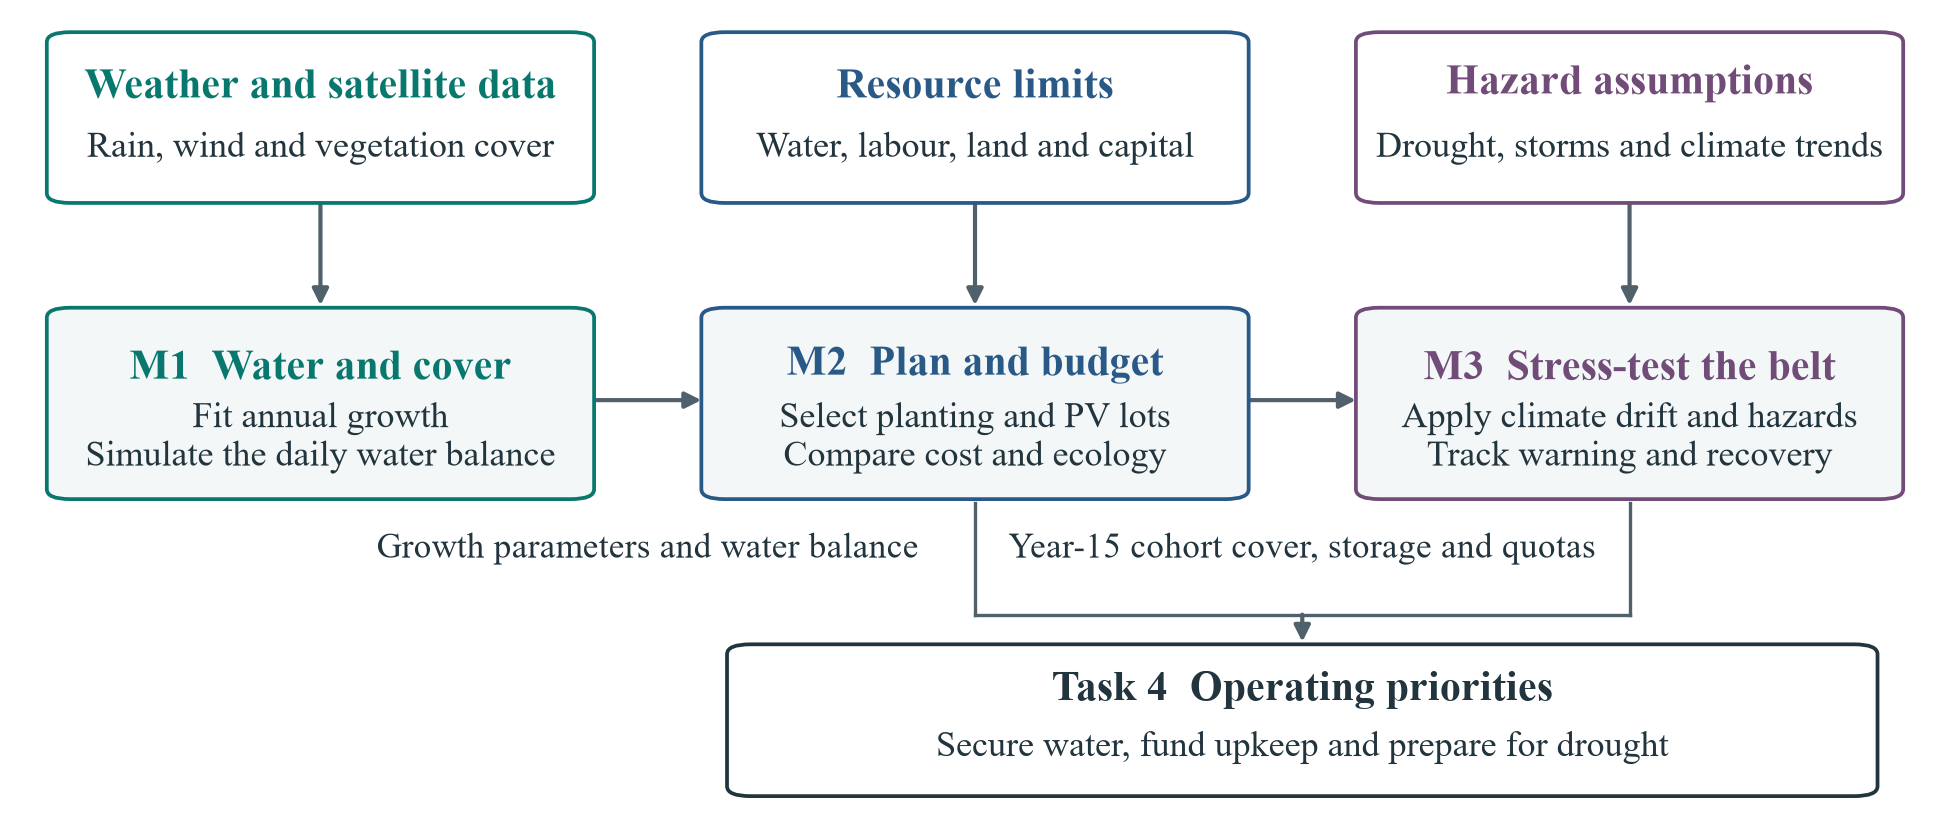 Weather and satellite data
Rain, wind and vegetation cover
Resource limits
Water, labour, land and capital
Hazard assumptions
Drought, storms and climate trends
M1 Water and cover
Fit annual growth
Simulate the daily water balance
M2 Plan and budget
Select planting and PV lots
Compare cost and ecology
M3 Stress-test the belt
Apply climate drift and hazards
Track warning and recovery
Growth parameters and water balance
Year-15 cohort cover, storage and quotas
Task 4 Operating priorities
Secure water, fund upkeep and prepare for drought